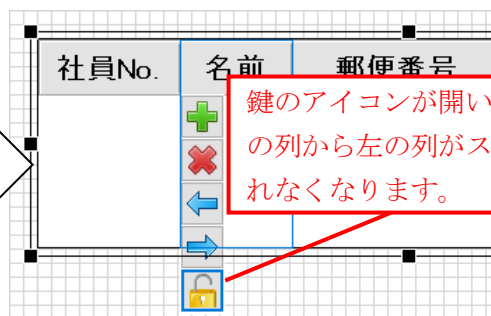 社員No.
名前
郵便番号
鍵のアイコンが開い
の列から左の列がス
れなくなります。